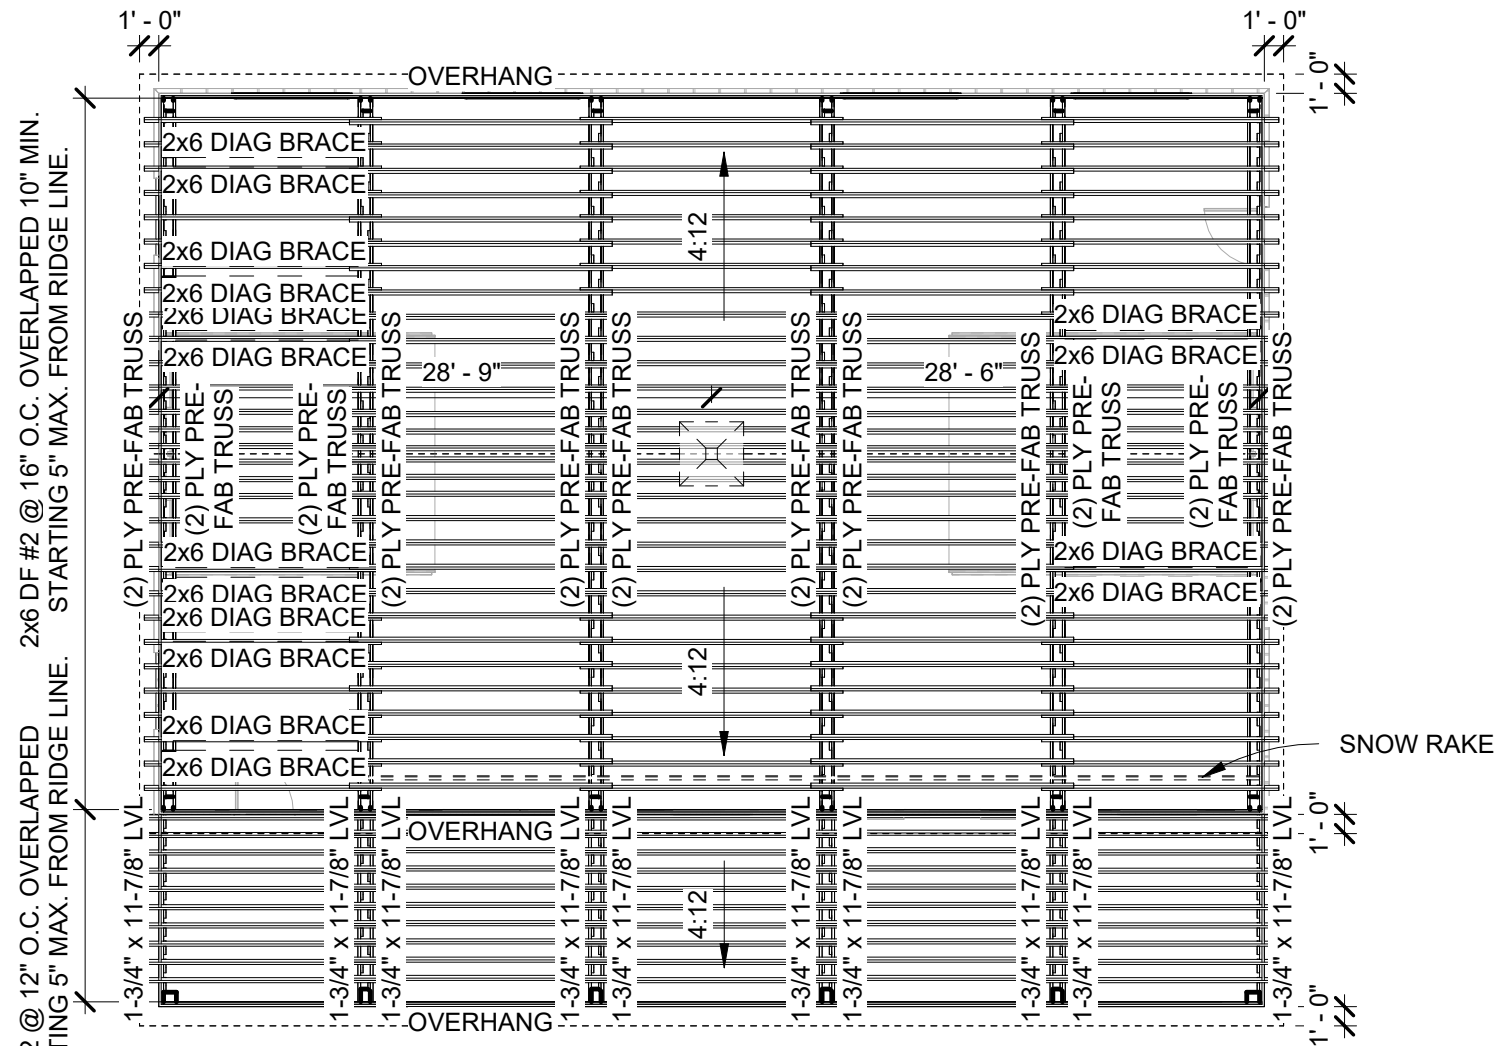 1' - 0"
1' - 0"
OVERHANG
1' - 0"
2x6 DF #2 @ 16" O.C. OVERLAPPED 10" MIN.
STARTING 5" MAX. FROM RIDGE LINE.
2x6 DIAG BRACE
2x6 DIAG BRACE
2x6 DIAG BRACE
2x6 DIAG BRACE
2x6 DIAG BRACE
2x6 DIAG BRACE
4:12
2x6 DIAG BRACE
2x6 DIAG BRACE
28' - 9"
28' - 6"
(2) PLY PRE-FAB TRUSS
(2) PLY PRE-
FAB TRUSS
(2) PLY PRE-
FAB TRUSS
(2) PLY PRE-FAB TRUSS
(2) PLY PRE-FAB TRUSS
(2) PLY PRE-FAB TRUSS
(2) PLY PRE-FAB TRUSS
(2) PLY PRE-FAB TRUSS
(2) PLY PRE-FAB TRUSS
(2) PLY PRE-
FAB TRUSS
(2) PLY PRE-
FAB TRUSS
(2) PLY PRE-FAB TRUSS
2x6 DIAG BRACE
2x6 DIAG BRACE
2x6 DIAG BRACE
2x6 DIAG BRACE
2x6 DIAG BRACE
2x6 DIAG BRACE
2x6 DIAG BRACE
2x6 DIAG BRACE
4:12
SNOW RAKE
2 @ 12" O.C. OVERLAPPED
TING 5" MAX. FROM RIDGE LINE.
OVERHANG
1' - 0"
1-3/4" x 11-7/8" LVL
1-3/4" x 11-7/8" LVL
1-3/4" x 11-7/8" LVL
1-3/4" x 11-7/8" LVL
1-3/4" x 11-7/8" LVL
1-3/4" x 11-7/8" LVL
1-3/4" x 11-7/8" LVL
1-3/4" x 11-7/8" LVL
1-3/4" x 11-7/8" LVL
1-3/4" x 11-7/8" LVL
4:12
OVERHANG
1' - 0"